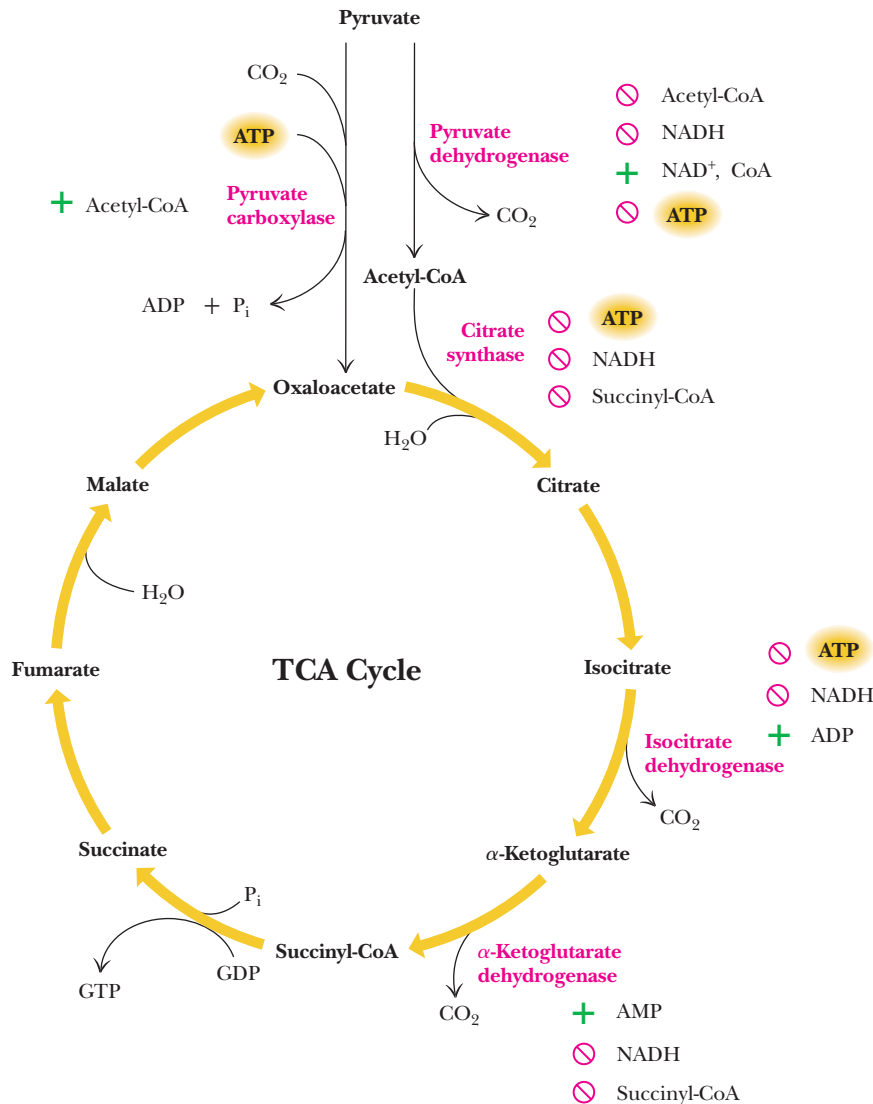 Pyruvate
CO₂
ATP
Pyruvate
carboxylase
+ Acetyl-CoA
ADP + Pᵢ
Pyruvate
dehydrogenase
CO₂
Acetyl-CoA
NADH
+ NAD⁺, CoA
ATP
Acetyl-CoA
Citrate
synthase
ATP
NADH
Succinyl-CoA
Oxaloacetate
H₂O
Malate
Citrate
H₂O
Fumarate
TCA Cycle
Isocitrate
ATP
NADH
+ ADP
Isocitrate
dehydrogenase
CO₂
Succinate
α-Ketoglutarate
Pᵢ
GDP
GTP
Succinyl-CoA
α-Ketoglutarate
dehydrogenase
CO₂
+ AMP
NADH
Succinyl-CoA